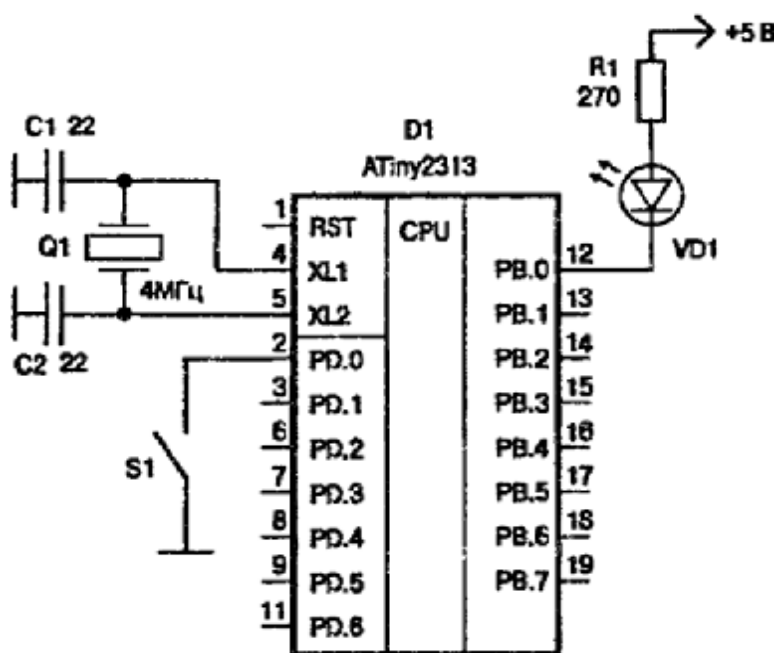 +5 В
R1
270
C1 22
D1
ATiny2313
1
RST
CPU
Q1
4
XL1
PB.0
12
VD1
4МГц
5
XL2
PB.1
13
C2 22
2
PD.0
PB.2
14
3
PD.1
PB.3
15
6
PD.2
PB.4
16
S1
7
PD.3
PB.5
17
8
PD.4
PB.6
18
9
PD.5
PB.7
19
11
PD.6